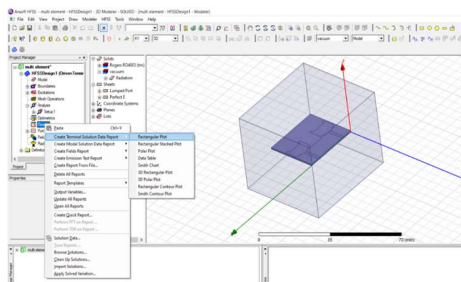 Ansoft HFSS - multi element - HFSSDesign1 - 3D Modeler - SOLVED - [multi element - HFSSDesign1 - Modeler]
File Edit View Project Draw Modeler HFSS Tools Window Help
Project Manager
multi element*
HFSSDesign1 (DrivenTermin
Model
Boundaries
Excitations
Mesh Operations
Analysis
Setup1
Optimetrics
Project
Properties
Solids
Rogers RO4003 (tm)
vacuum
Radiation
Sheets
Lumped Port
Perfect E
Coordinate Systems
Planes
Lists
vacuum
Model
Paste Ctrl+V
Create Terminal Solution Data Report
Create Modal Solution Data Report
Create Fields Report
Create Emission Test Report
Create Report From File...
Delete All Reports
Report Templates
Output Variables...
Update All Reports
Open All Reports
Create Quick Report...
Perform FFT on Report...
Perform TDR on Report...
Solution Data...
Browse Solutions...
Clean Up Solutions...
Import Solutions...
Apply Solved Variation...
Rectangular Plot
Rectangular Stacked Plot
Polar Plot
Data Table
Smith Chart
3D Rectangular Plot
3D Polar Plot
Rectangular Contour Plot
Smith Contour Plot
0 35 70 (mm)